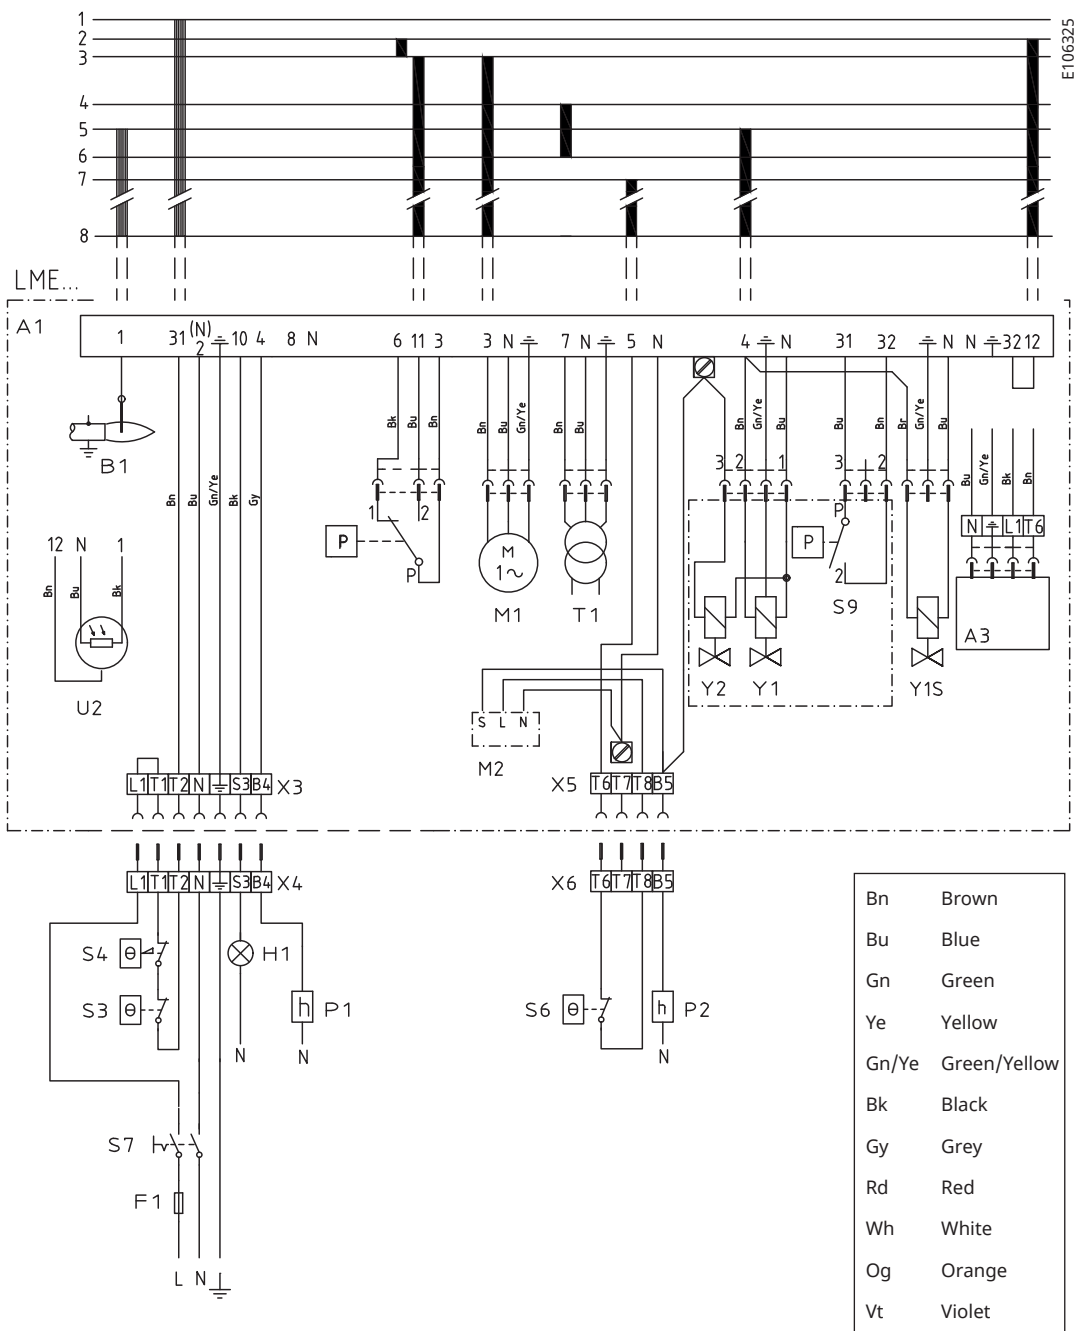 E106325
1
2
3
4
5
6
7
8
LME...
A1
1 31 (N) 2 10 4 8 N 6 11 3 3 N 7 N 5 N 4 N 31 32 N N 32 12
Bk Bu Bn Bn Bu Gn/Ye Bn Bu Bn Gn/Ye Bu Bu Bn Br Gn/Ye Bu
B1
Bn Bu Gn/Ye Bk Gy
1 2
3 2 1 3 2
Bu Gn/Ye Bk Bn
N L1 T6
P P
M 1~
P
P 2
12 N 1
Bn Bu Bk
M1 T1 S9 A3
U2
Y2 Y1 Y1S
S L N
M2
L1 T1 T2 N S3 B4 X3
X5 T6 T7 T8 B5
L1 T1 T2 N S3 B4 X4
X6 T6 T7 T8 B5
S4 θ H1
S3 θ h P1
N N
S6 θ h P2
N
S7
F1
L N
Bn Brown
Bu Blue
Gn Green
Ye Yellow
Gn/Ye Green/Yellow
Bk Black
Gy Grey
Rd Red
Wh White
Og Orange
Vt Violet